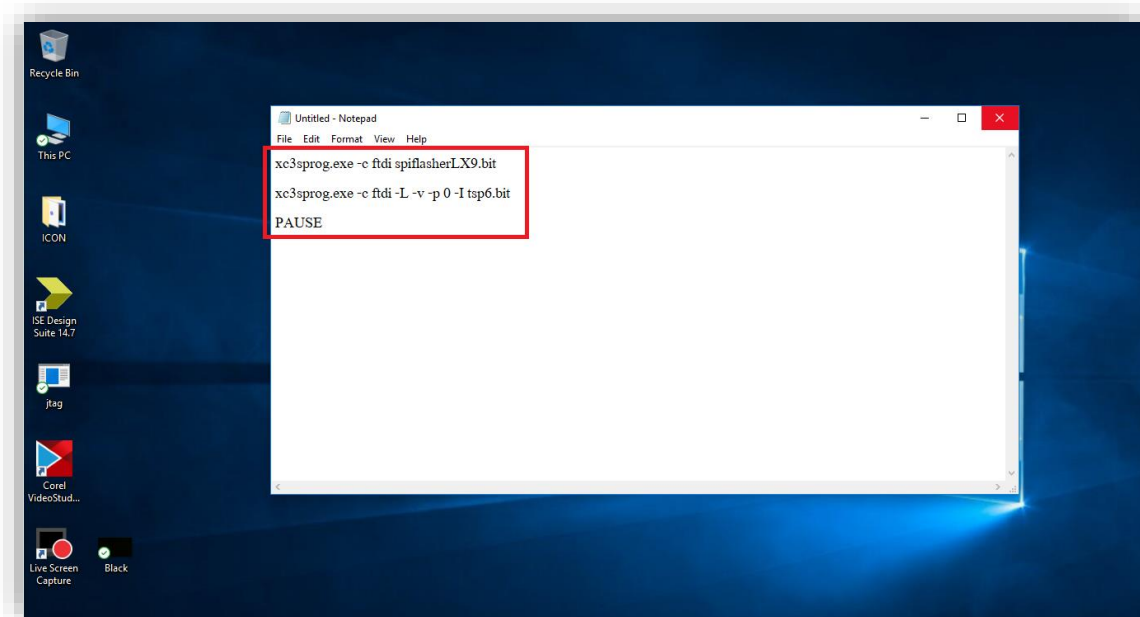 Recycle Bin
This PC
ICON
ISE Design
Suite 14.7
jtag
Corel
VideoStud...
Live Screen
Capture
Black
Untitled - Notepad
File Edit Format View Help
xc3sprog.exe -c ftdi spiflasherLX9.bit
xc3sprog.exe -c ftdi -L -v -p 0 -I tsp6.bit
PAUSE